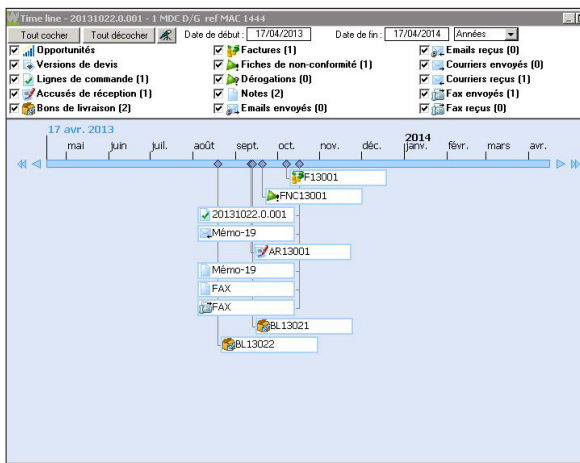 Time line - 20131022.0.001 - 1 MDC D/G ref MAC 1444
Tout cocher Tout décocher Date de début : 17/04/2013 Date de fin : 17/04/2014 Années
Opportunités Factures (1) Emails reçus (0)
Versions de devis Fiches de non-conformité (1) Courriers envoyés (0)
Lignes de commande (1) Dérogations (0) Courriers reçus (1)
Accusés de réception (1) Notes (2) Fax envoyés (1)
Bons de livraison (2) Emails envoyés (0) Fax reçus (0)
17 avr. 2013
2014
mai juin juil. août sept. oct. nov. déc. janv. févr. mars avr.
F13001
FNC13001
20131022.0.001
Mémo-19
AR13001
Mémo-19
FAX
FAX
BL13021
BL13022